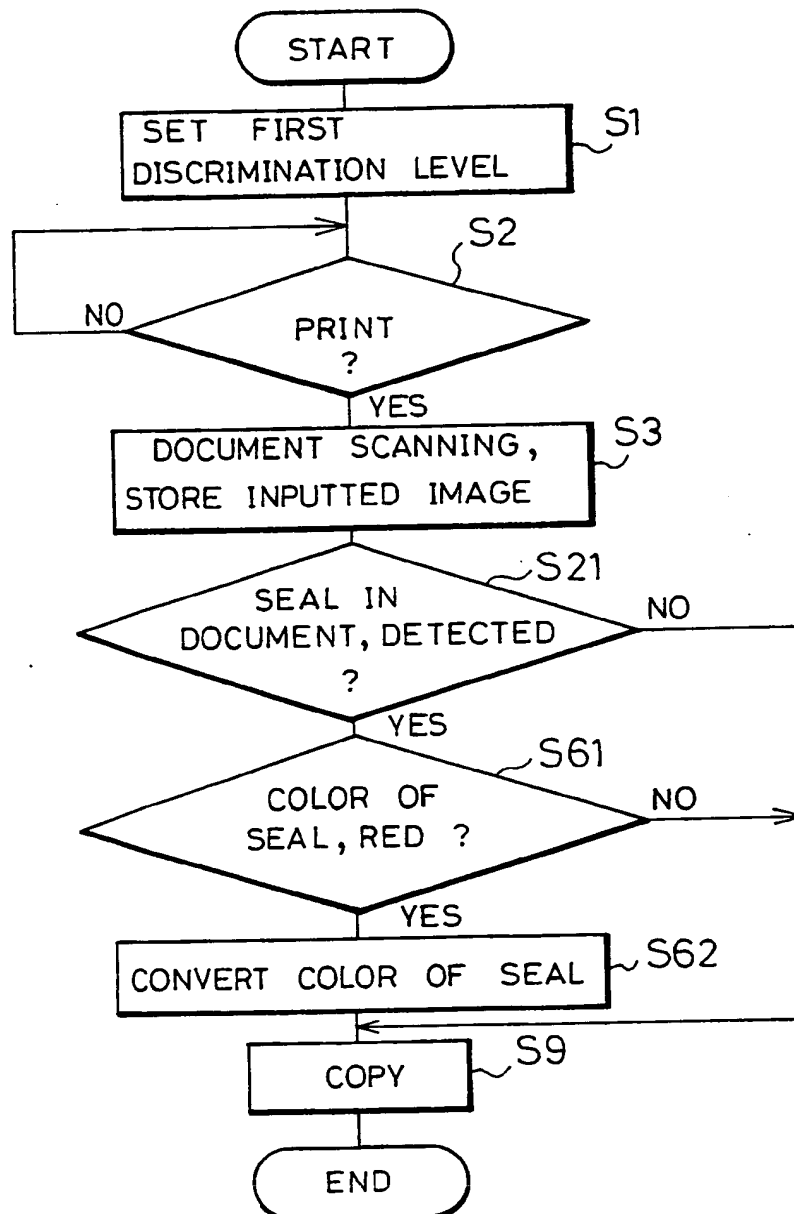 START
SET FIRST
DISCRIMINATION LEVEL
S1
S2
NO
PRINT
?
YES
DOCUMENT SCANNING,
STORE INPUTTED IMAGE
S3
S21
SEAL IN
DOCUMENT, DETECTED
?
NO
YES
S61
COLOR OF
SEAL, RED ?
NO
YES
CONVERT COLOR OF SEAL
S62
COPY
S9
END